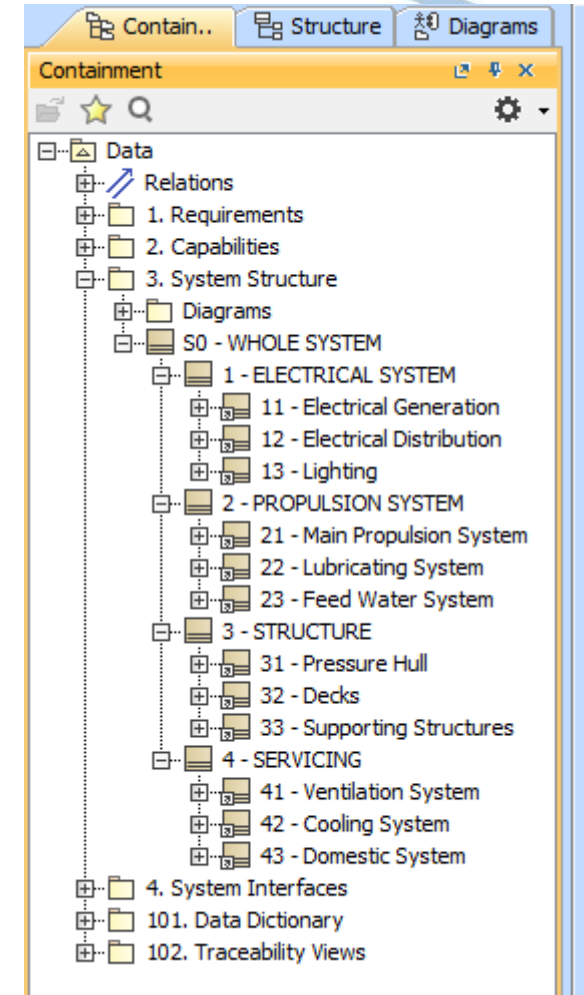 Contain..
Structure
Diagrams
Containment
Data
Relations
1. Requirements
2. Capabilities
3. System Structure
Diagrams
S0 - WHOLE SYSTEM
1 - ELECTRICAL SYSTEM
11 - Electrical Generation
12 - Electrical Distribution
13 - Lighting
2 - PROPULSION SYSTEM
21 - Main Propulsion System
22 - Lubricating System
23 - Feed Water System
3 - STRUCTURE
31 - Pressure Hull
32 - Decks
33 - Supporting Structures
4 - SERVICING
41 - Ventilation System
42 - Cooling System
43 - Domestic System
4. System Interfaces
101. Data Dictionary
102. Traceability Views